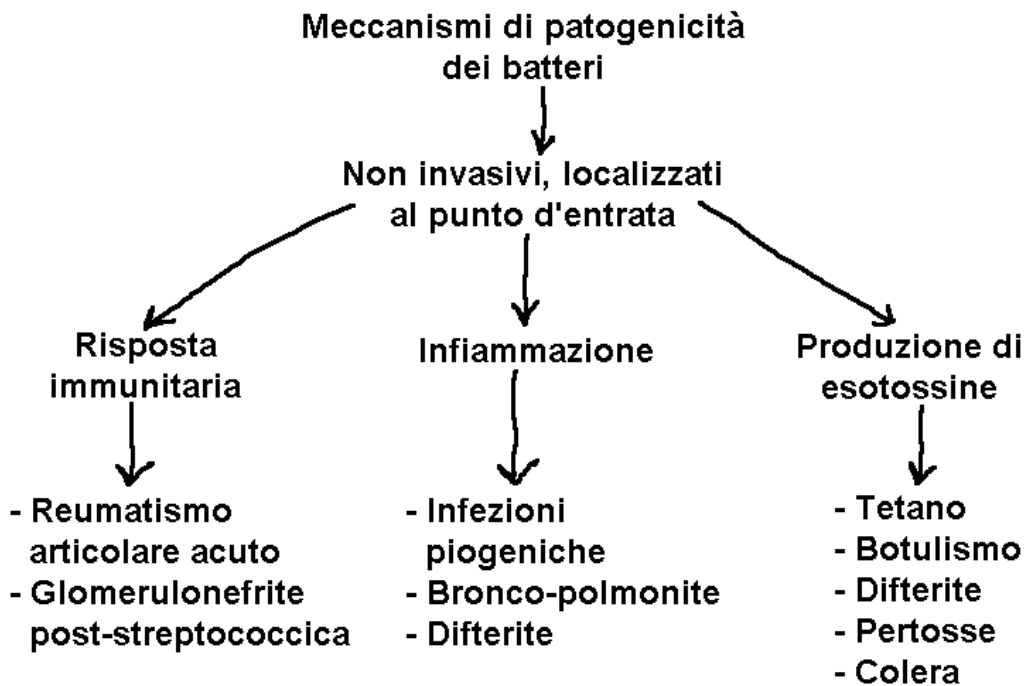 Meccanismi di patogenicità
dei batteri
Non invasivi, localizzati
al punto d'entrata
Risposta
immunitaria
- Reumatismo
articolare acuto
- Glomerulonefrite
post-streptococcica
Infiammazione
- Infezioni
piogeniche
- Bronco-polmonite
- Difterite
Produzione di
esotossine
- Tetano
- Botulismo
- Difterite
- Pertosse
- Colera